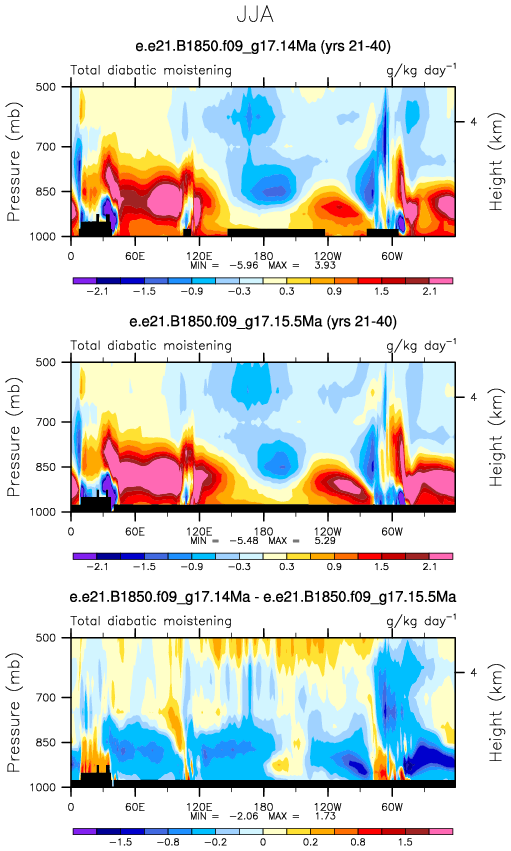 JJA
e.e21.B1850.f09_g17.14Ma (yrs 21-40)
Total diabatic moistening g/kg day⁻¹
500
700
850
1000
Pressure (mb)
4
Height (km)
0 60E 120E 180 120W 60W
MIN = −5.96 MAX = 3.93
−2.1 −1.5 −0.9 −0.3 0.3 0.9 1.5 2.1
e.e21.B1850.f09_g17.15.5Ma (yrs 21-40)
Total diabatic moistening g/kg day⁻¹
500
700
850
1000
Pressure (mb)
4
Height (km)
0 60E 120E 180 120W 60W
MIN = −5.48 MAX = 5.29
−2.1 −1.5 −0.9 −0.3 0.3 0.9 1.5 2.1
e.e21.B1850.f09_g17.14Ma - e.e21.B1850.f09_g17.15.5Ma
Total diabatic moistening g/kg day⁻¹
500
700
850
1000
Pressure (mb)
4
Height (km)
0 60E 120E 180 120W 60W
MIN = −2.06 MAX = 1.73
−1.5 −0.8 −0.2 0 0.2 0.8 1.5